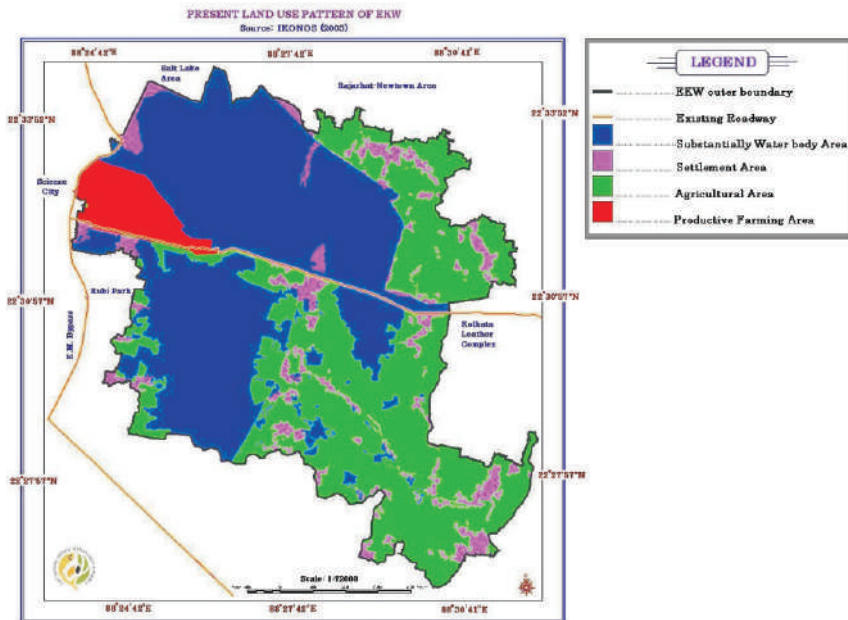 PRESENT LAND USE PATTERN OF EKW
Source: IKONOS (2005)
88°24'42"E
88°27'42"E
88°30'41"E
Salt Lake
Area
Rajarhat-Newtown Area
22°33'52"N
22°33'52"N
Science
City
Rubi Park
22°30'57"N
22°30'57"N
E.M. Bypass
Kolkata
Leather
Complex
22°27'57"N
22°27'57"N
Scale: 1/72000
88°24'42"E
88°27'42"E
88°30'41"E
LEGEND
EKW outer boundary
Existing Roadway
Substantially Water body Area
Settlement Area
Agricultural Area
Productive Farming Area